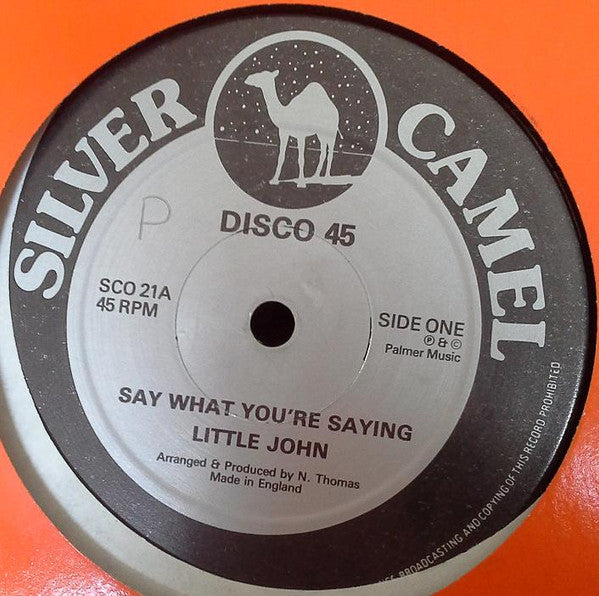 SILVER CAMEL
P
DISCO 45
SCO 21A
45 RPM
SIDE ONE
℗ & ©
Palmer Music
SAY WHAT YOU'RE SAYING
LITTLE JOHN
Arranged & Produced by N. Thomas
Made in England
BROADCASTING AND COPYING OF THIS RECORD PROHIBITED